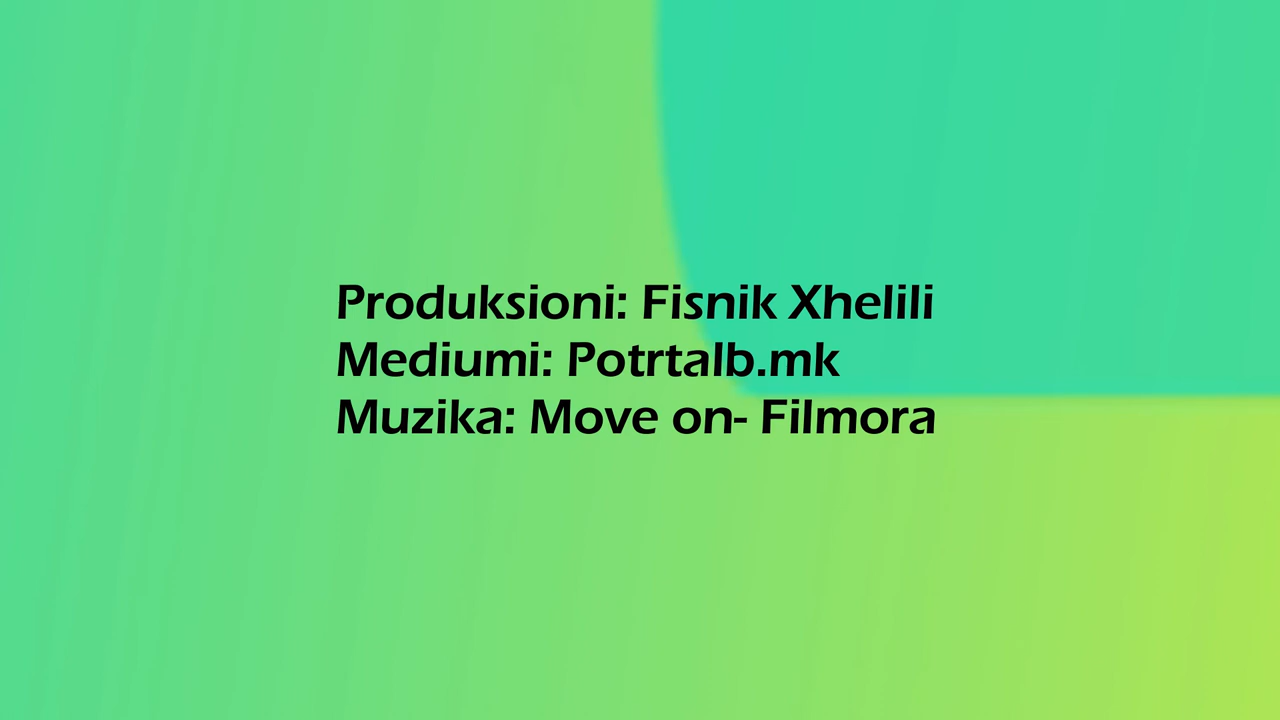 Produksioni: Fisnik Xhelili
Mediumi: Potrtalb.mk
Muzika: Move on- Filmora